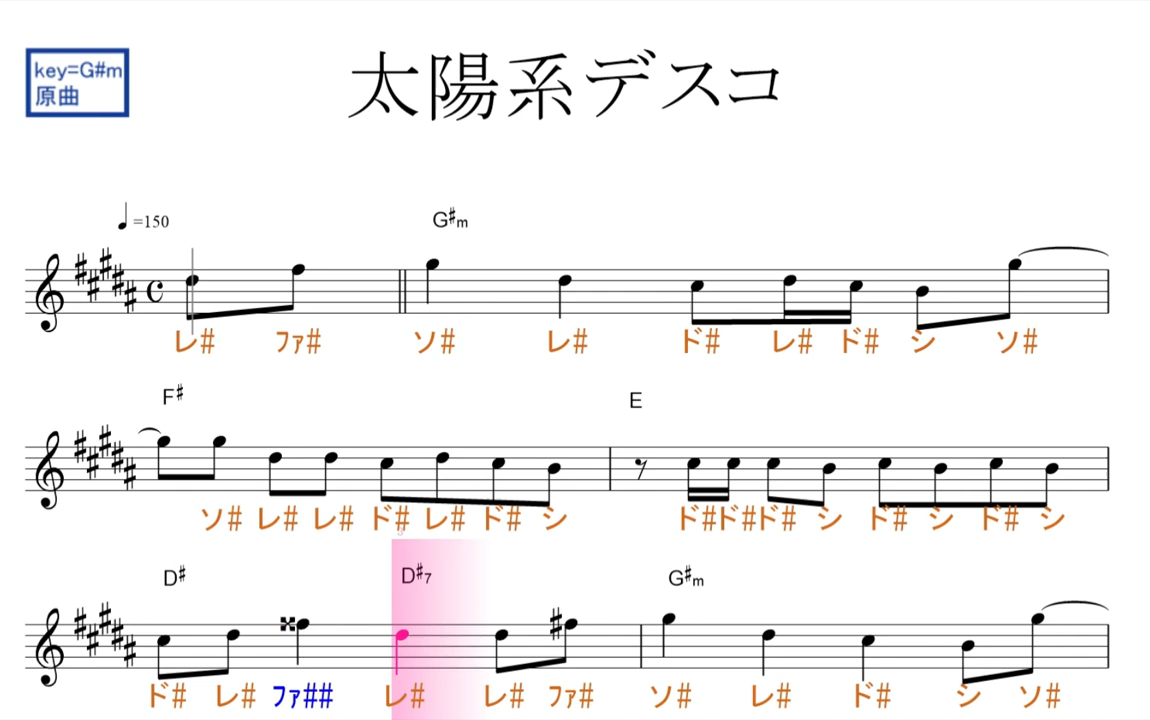 key=G#m
原曲
太陽系デスコ
=150
G♯m
レ# ファ# ソ# レ# ド# レ# ド# シ ソ#
F♯ E
ソ# レ# レ# ド# レ# ド# シ ド# ド# ド# シ ド# シ ド# シ
3
D♯ D♯7 G♯m
ド# レ# ファ## レ# レ# ファ# ソ# レ# ド# シ ソ#